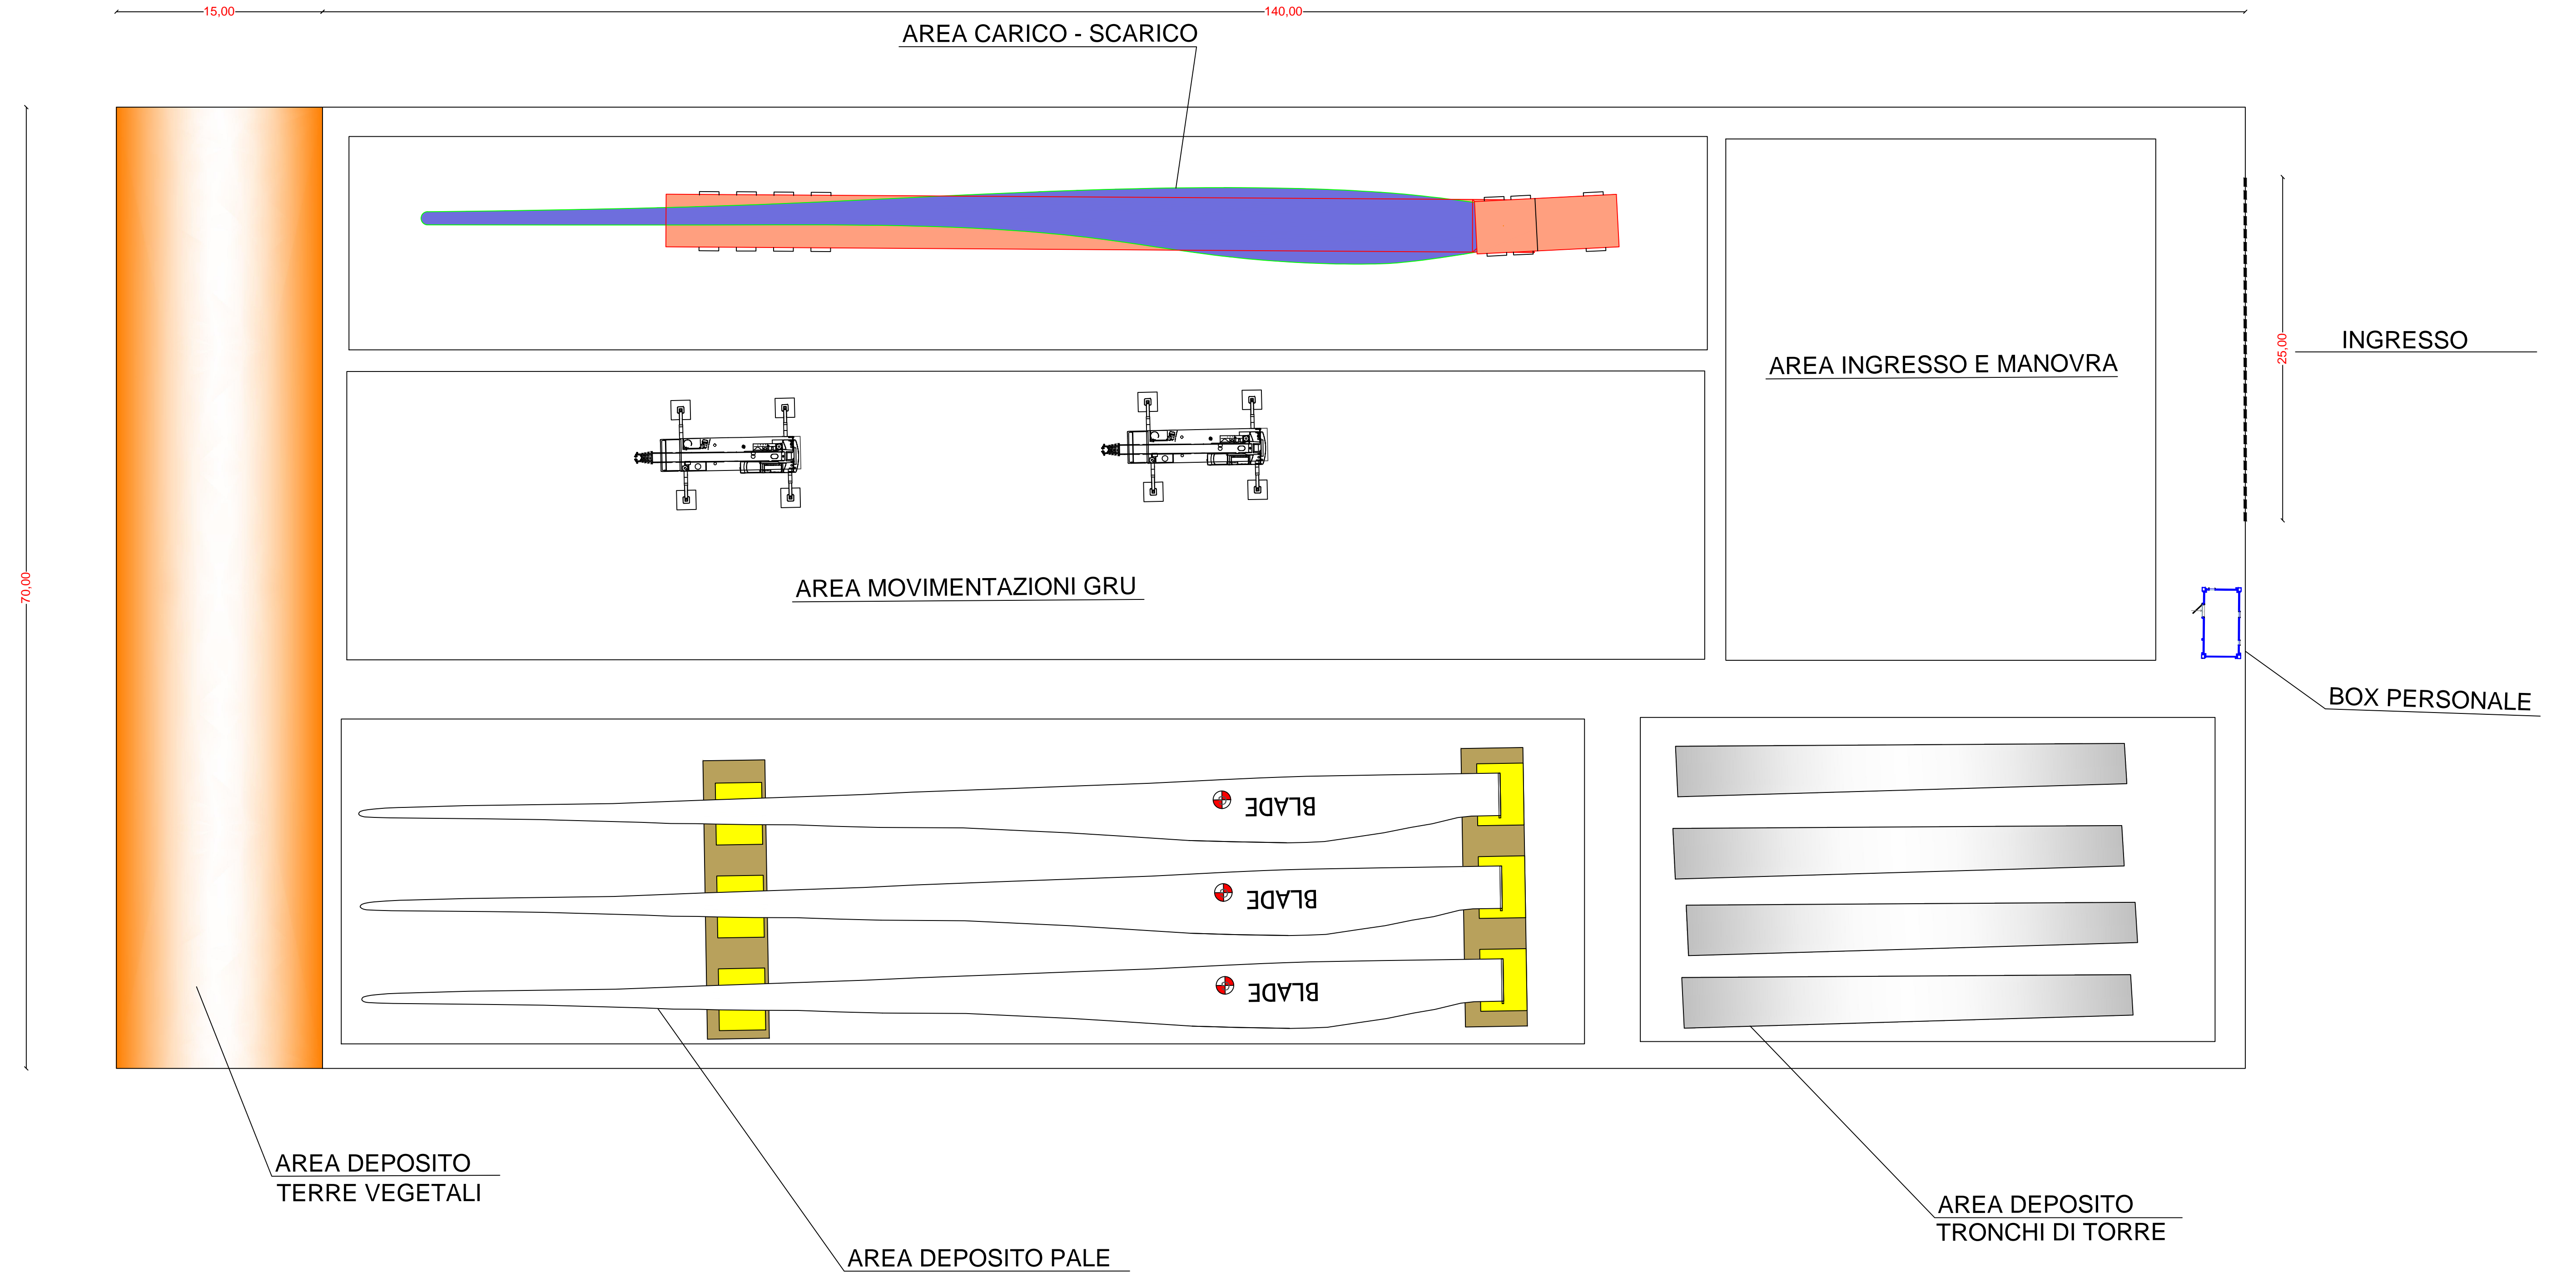 15,00
140,00
AREA CARICO - SCARICO
INGRESSO
25,00
AREA INGRESSO E MANOVRA
70,00
AREA MOVIMENTAZIONI GRU
BOX PERSONALE
BLADE
BLADE
BLADE
AREA DEPOSITO
TERRE VEGETALI
AREA DEPOSITO
TRONCHI DI TORRE
AREA DEPOSITO PALE